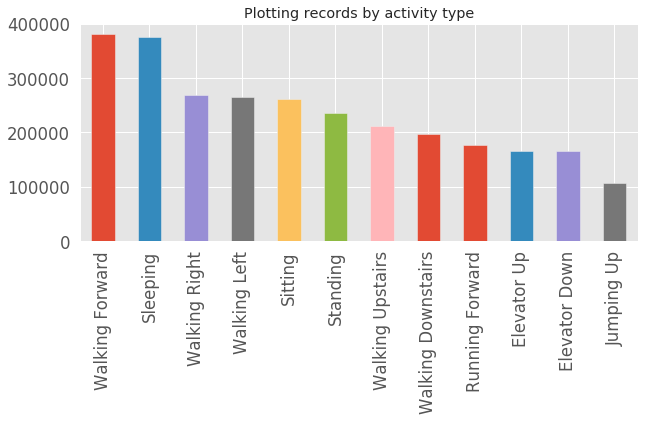 Plotting records by activity type
400000
300000
200000
100000
0
Walking Forward
Sleeping
Walking Right
Walking Left
Sitting
Standing
Walking Upstairs
Walking Downstairs
Running Forward
Elevator Up
Elevator Down
Jumping Up